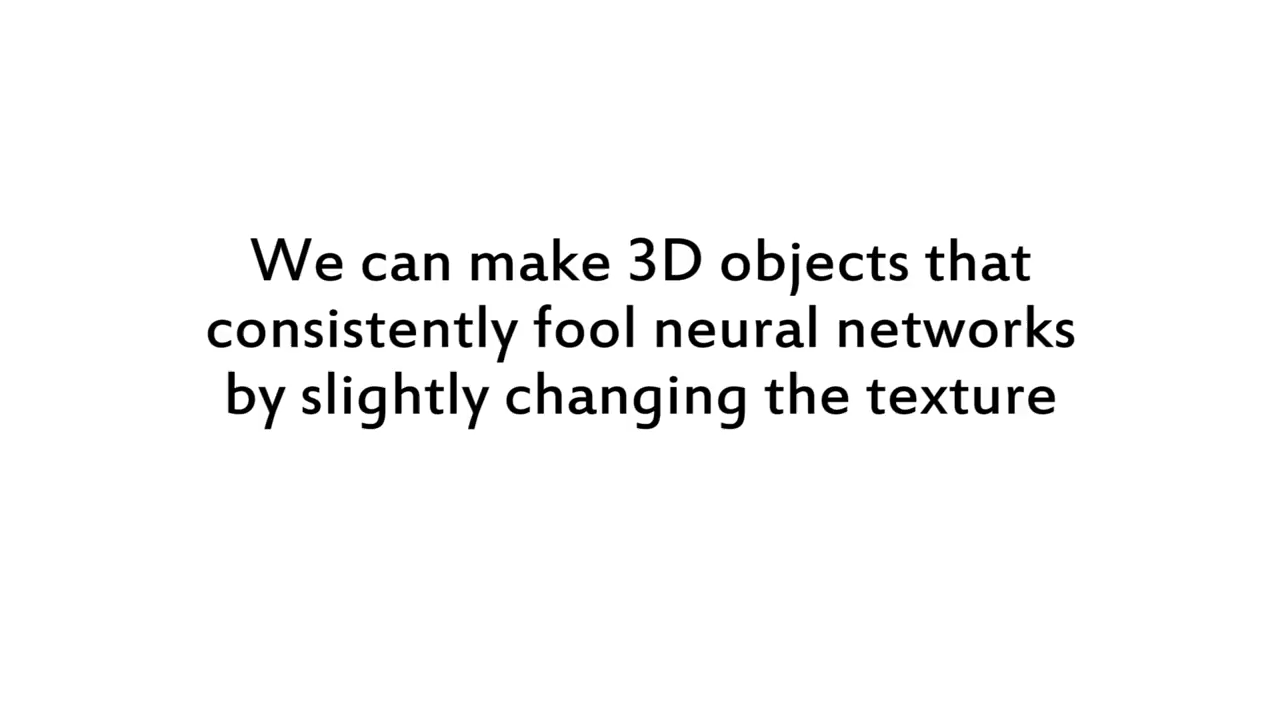 We can make 3D objects that
consistently fool neural networks
by slightly changing the texture